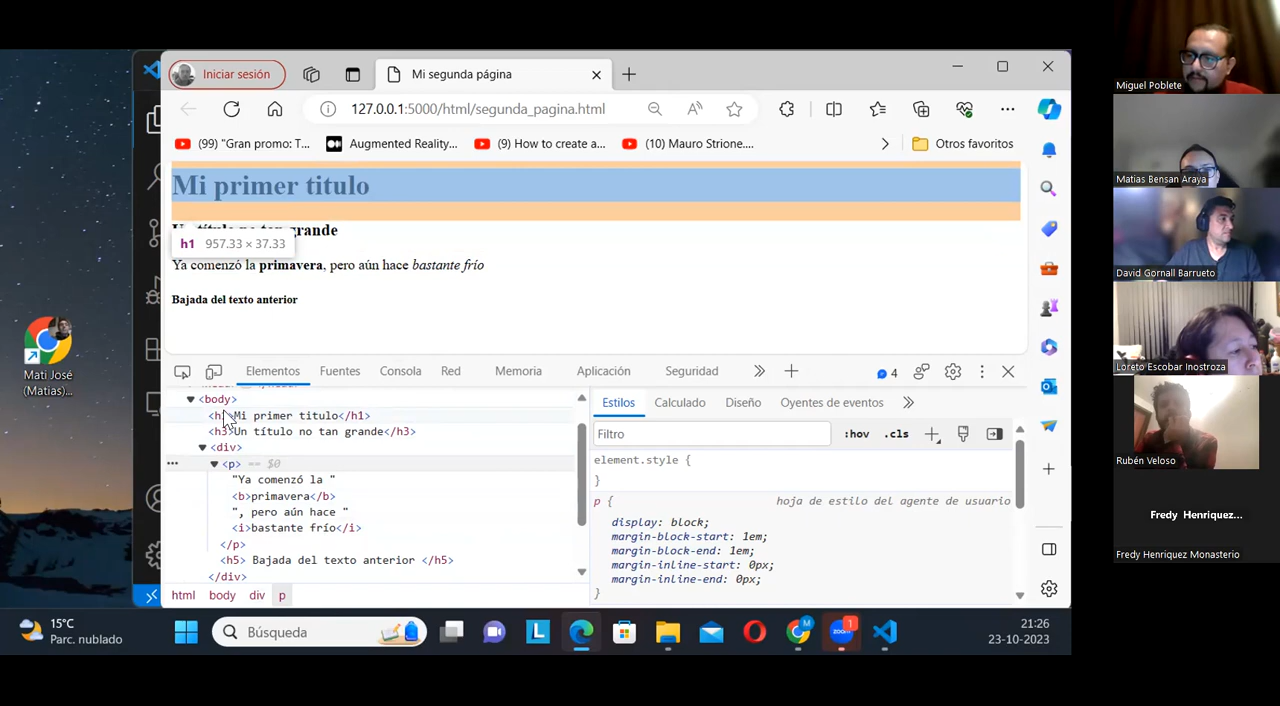 Iniciar sesión
Mi segunda página
127.0.0.1:5000/html/segunda_pagina.html
(99) "Gran promo: T...
Augmented Reality...
(9) How to create a...
(10) Mauro Strione....
Otros favoritos
Mi primer titulo
grande
h1 957.33 × 37.33
Ya comenzó la primavera, pero aún hace bastante frío
Bajada del texto anterior
Elementos
Fuentes
Consola
Red
Memoria
Aplicación
Seguridad
4
<body>
Mi primer titulo</h1>
Un título no tan grande</h3>
<div>
<p> == $0
"Ya comenzó la "
<b>primavera</b>
", pero aún hace "
<i>bastante frío</i>
</p>
<h5> Bajada del texto anterior </h5>
</div>
html body div p
Estilos
Calculado
Diseño
Oyentes de eventos
Filtro
:hov
.cls
element.style {
}
p {
hoja de estilo del agente de usuario
display: block;
margin-block-start: 1em;
margin-block-end: 1em;
margin-inline-start: 0px;
margin-inline-end: 0px;
}
Mati José
(Matias)...
15°C
Parc. nublado
Búsqueda
M
zoom
1
21:26
23-10-2023
Miguel Poblete
Matias Bensan Araya
David Gornall Barrueto
Loreto Escobar Inostroza
Rubén Veloso
Fredy Henriquez...
Fredy Henriquez Monasterio